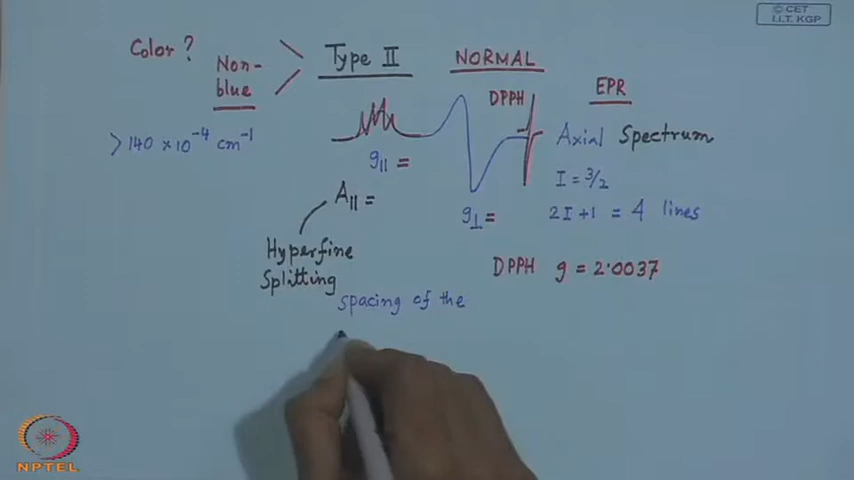 © CET
I.I.T. KGP
Color ?
Non-
blue
Type II
NORMAL
EPR
DPPH
> 140 × 10⁻⁴ cm⁻¹
Axial Spectrum
g|| =
I = 3/2
A|| =
g⊥ =
2I + 1 = 4 lines
Hyperfine
Splitting
DPPH g = 2.0037
spacing of the
NPTEL